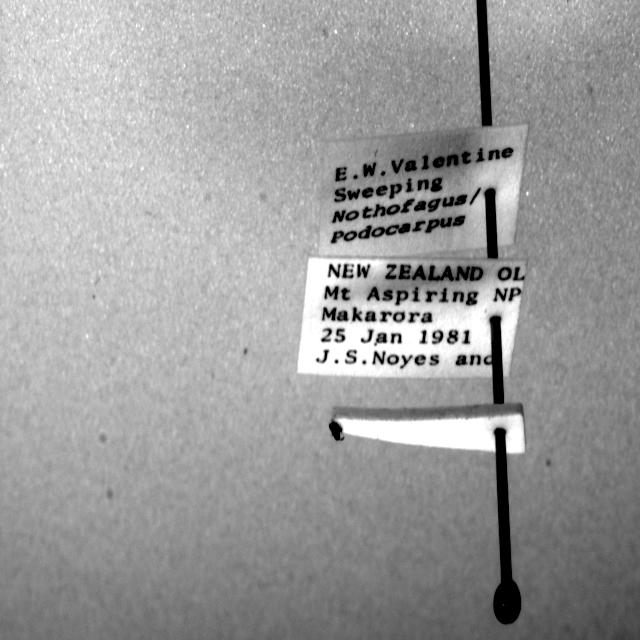 E.W.Valentine
Sweeping
Nothofagus/
Podocarpus
NEW ZEALAND OL
Mt Aspiring NP
Makarora
25 Jan 1981
J.S.Noyes and